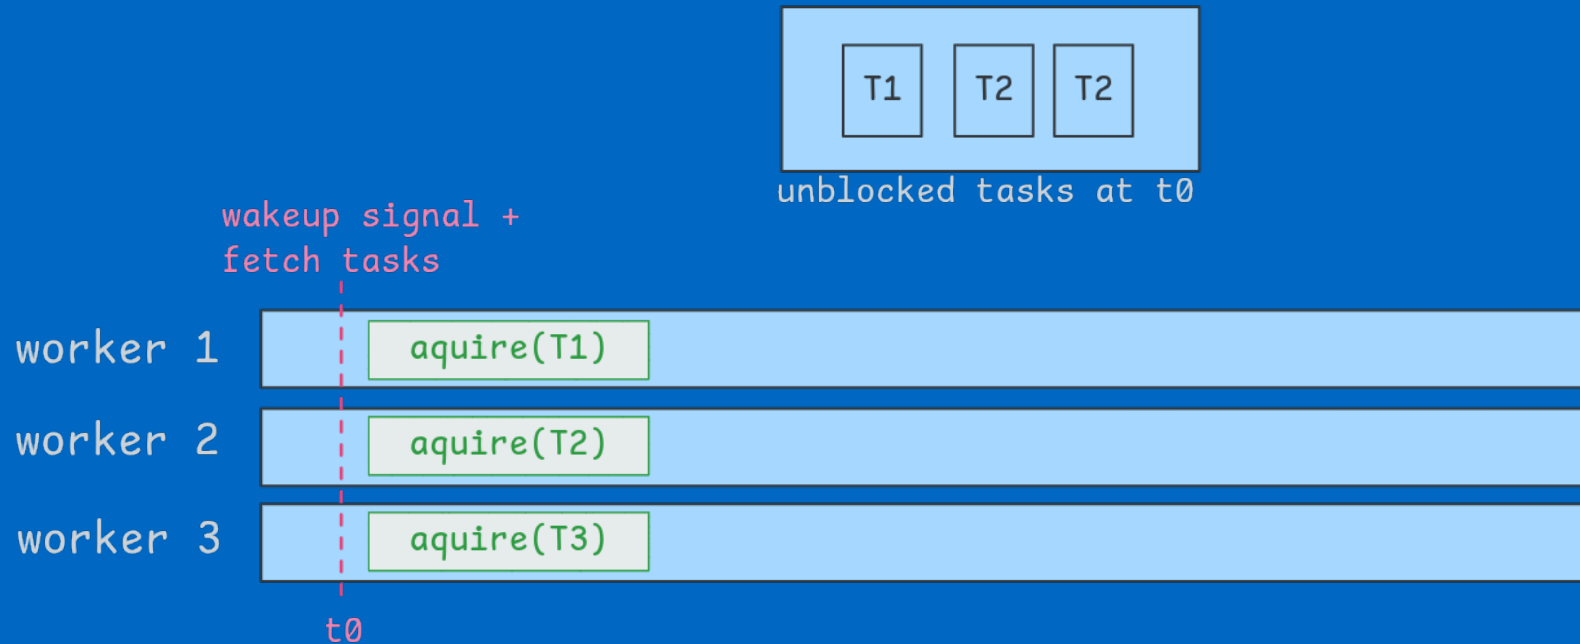 T1 T2 T2
unblocked tasks at t0
wakeup signal +
fetch tasks
worker 1 aquire(T1)
worker 2 aquire(T2)
worker 3 aquire(T3)
t0